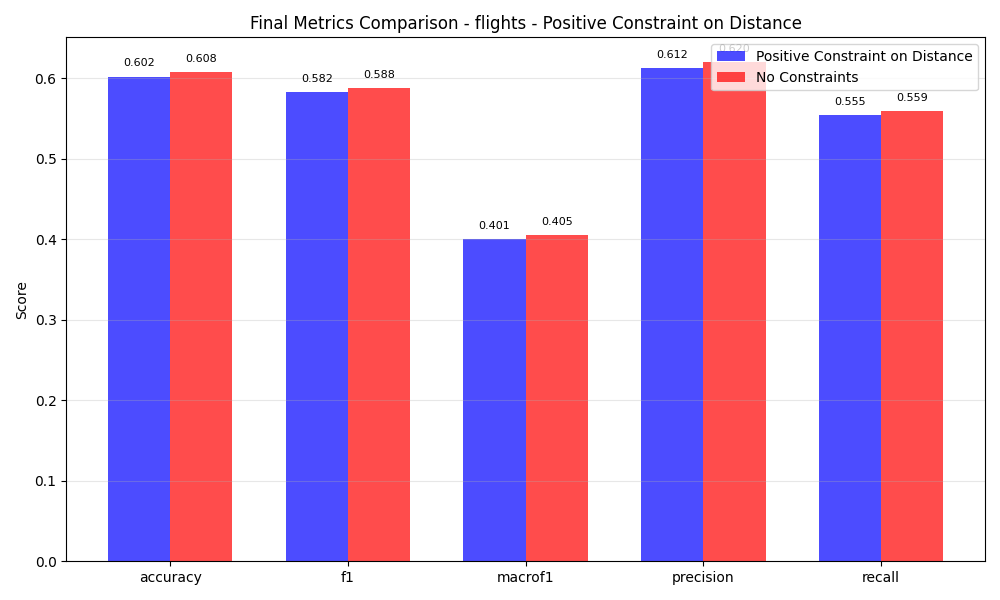 Final Metrics Comparison - flights - Positive Constraint on Distance
Positive Constraint on Distance
No Constraints
0.602
0.608
0.582
0.588
0.401
0.405
0.612
0.620
0.555
0.559
Score
0.6
0.5
0.4
0.3
0.2
0.1
0.0
accuracy
f1
macrof1
precision
recall